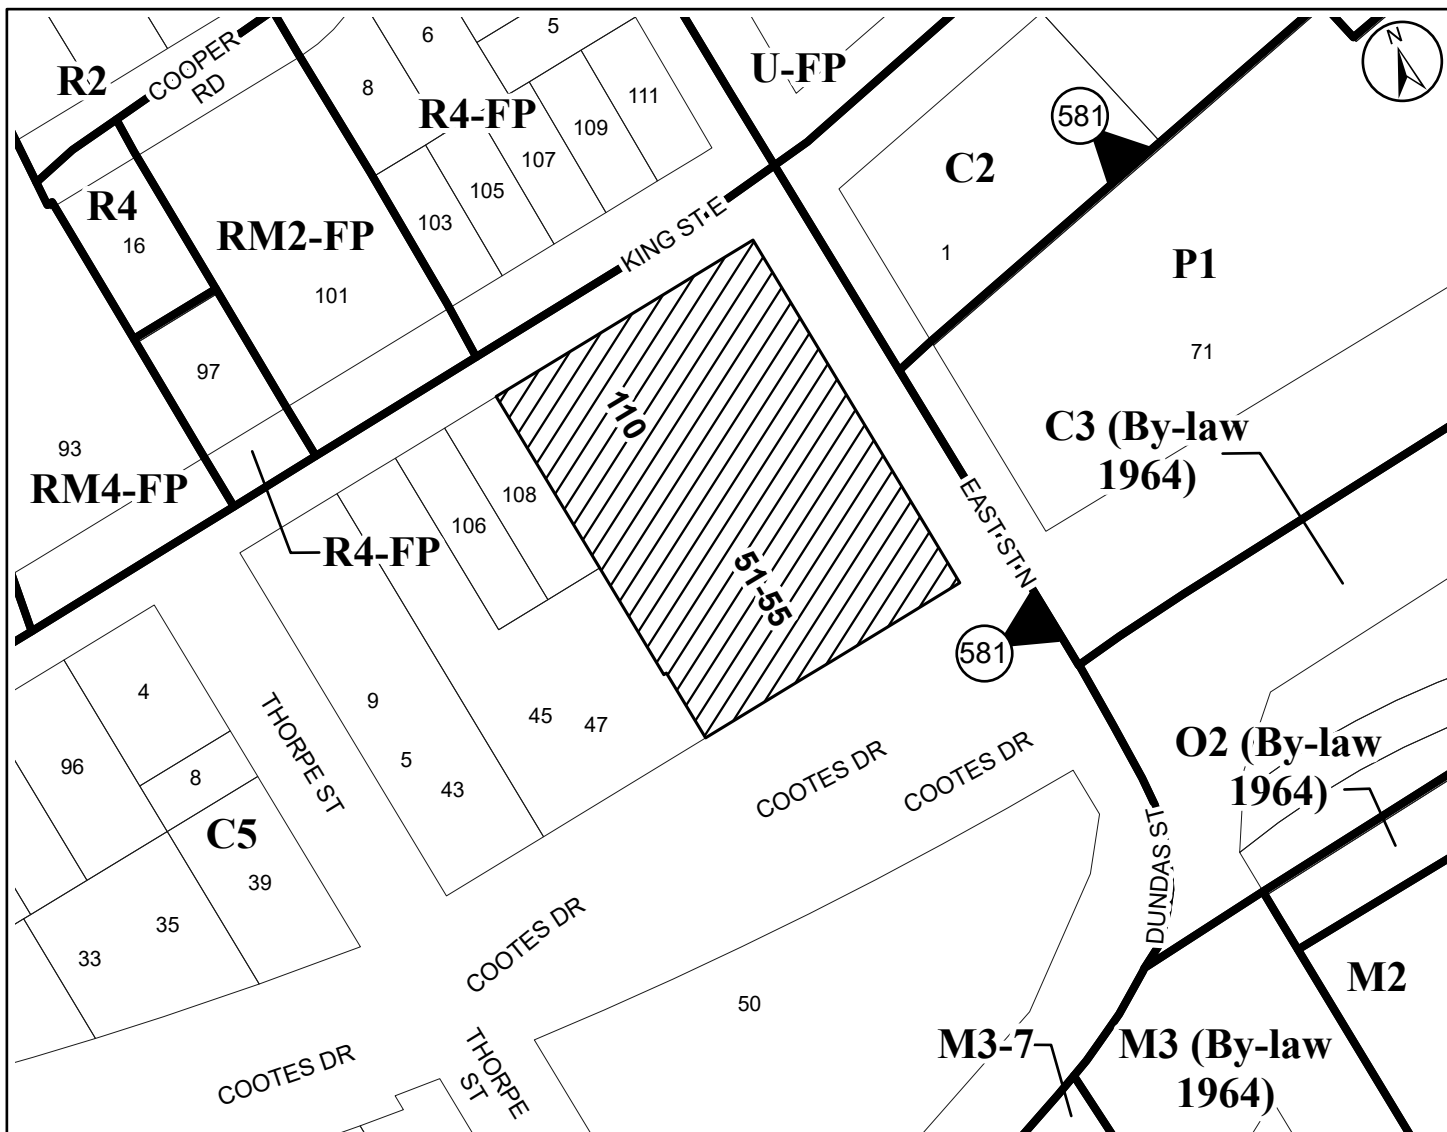 6
5
N
COOPER
RD
R2
U-FP
8
R4-FP
111
109
107
105
103
581
C2
R4
16
RM2-FP
101
KING ST E
1
P1
71
97
110
C3 (By-law
1964)
93
RM4-FP
R4-FP
108
106
EAST ST N
51-55
581
4
96
8
THORPE ST
9
5
43
45
47
COOTES DR
COOTES DR
O2 (By-law
1964)
C5
39
35
33
DUNDAS ST
COOTES DR
50
M2
COOTES DR
THORPE
ST
M3-7
M3 (By-law
1964)